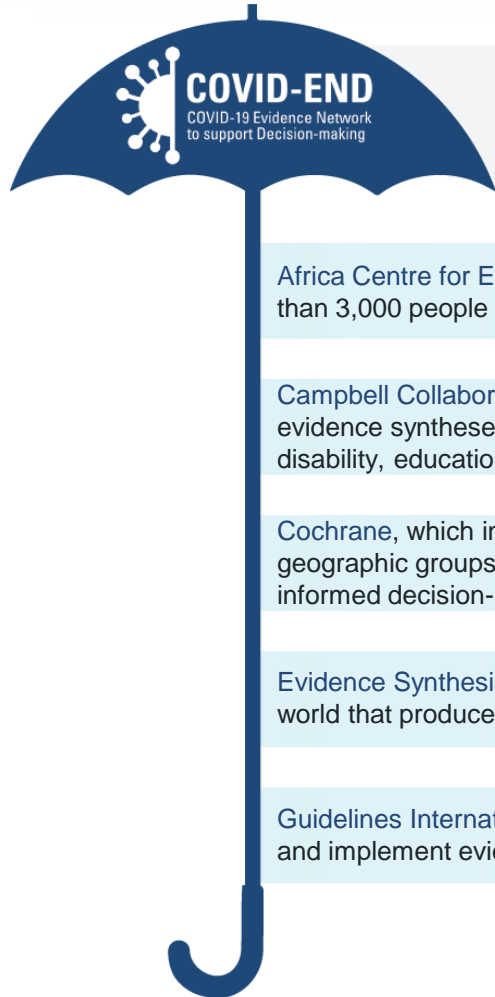 COVID-END
COVID-19 Evidence Network
to support Decision-making
Africa Centre for E
than 3,000 people
Campbell Collabor
evidence synthese
disability, educatio
Cochrane, which i
geographic groups
informed decision-
Evidence Synthesi
world that produce
Guidelines Internat
and implement evi